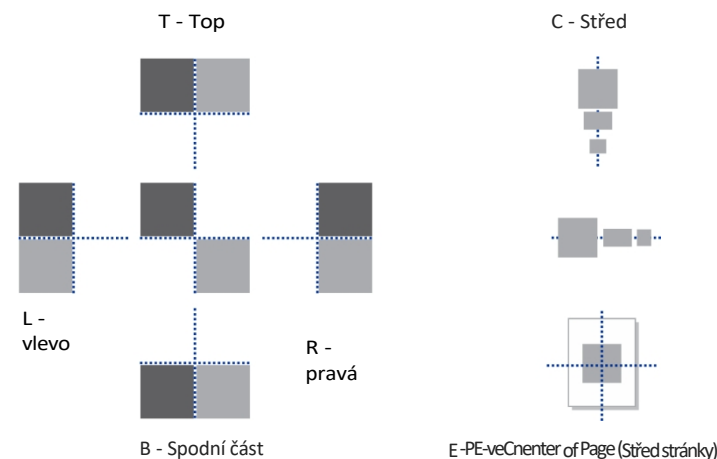 T - Top
C - Střed
L -
vlevo
R -
pravá
B - Spodní část
E -PE-veCnenter of Page (Střed stránky)